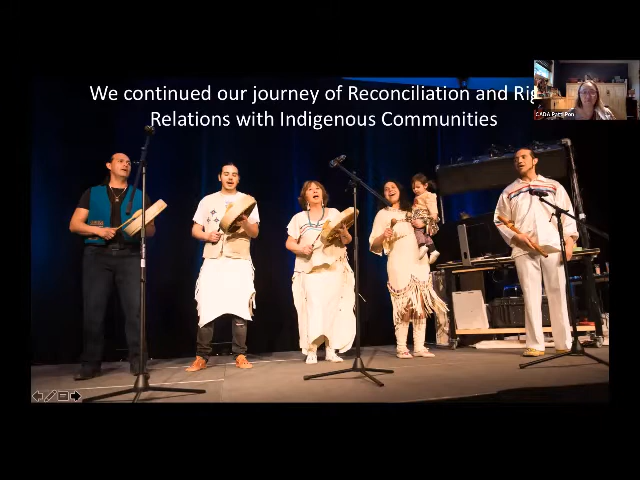 We continued our journey of Reconciliation and
Relations with Indigenous Communities